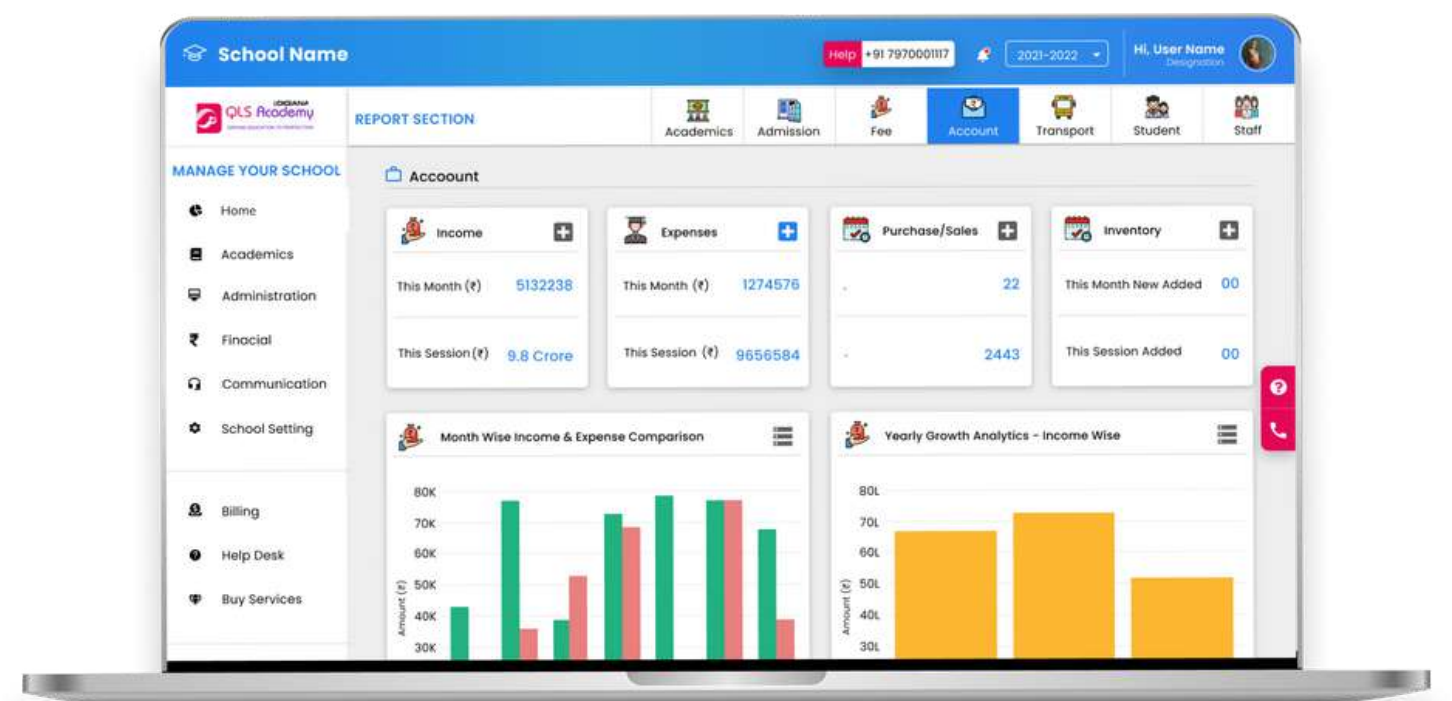 School Name
Help +91 7970001117
2021-2022
Hi, User Name
Designation
QLS Academy
REPORT SECTION
Academics
Admission
Fee
Account
Transport
Student
Staff
MANAGE YOUR SCHOOL
Home
Academics
Administration
Finacial
Communication
School Setting
Billing
Help Desk
Buy Services
Accoount
Income
This Month (₹) 5132238
This Session (₹) 9.8 Crore
Expenses
This Month (₹) 1274576
This Session (₹) 9656584
Purchase/Sales
- 22
- 2443
Inventory
This Month New Added 00
This Session Added 00
Month Wise Income & Expense Comparison
80K
70K
60K
50K
40K
30K
Amount (₹)
Yearly Growth Analytics - Income Wise
80L
70L
60L
50L
40L
30L
Amount (₹)